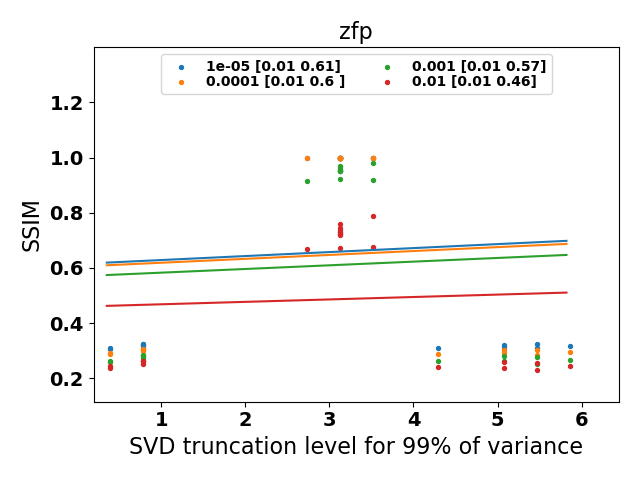 zfp
1e-05 [0.01 0.61]
0.0001 [0.01 0.6 ]
0.001 [0.01 0.57]
0.01 [0.01 0.46]
SSIM
1.2
1.0
0.8
0.6
0.4
0.2
1 2 3 4 5 6
SVD truncation level for 99% of variance